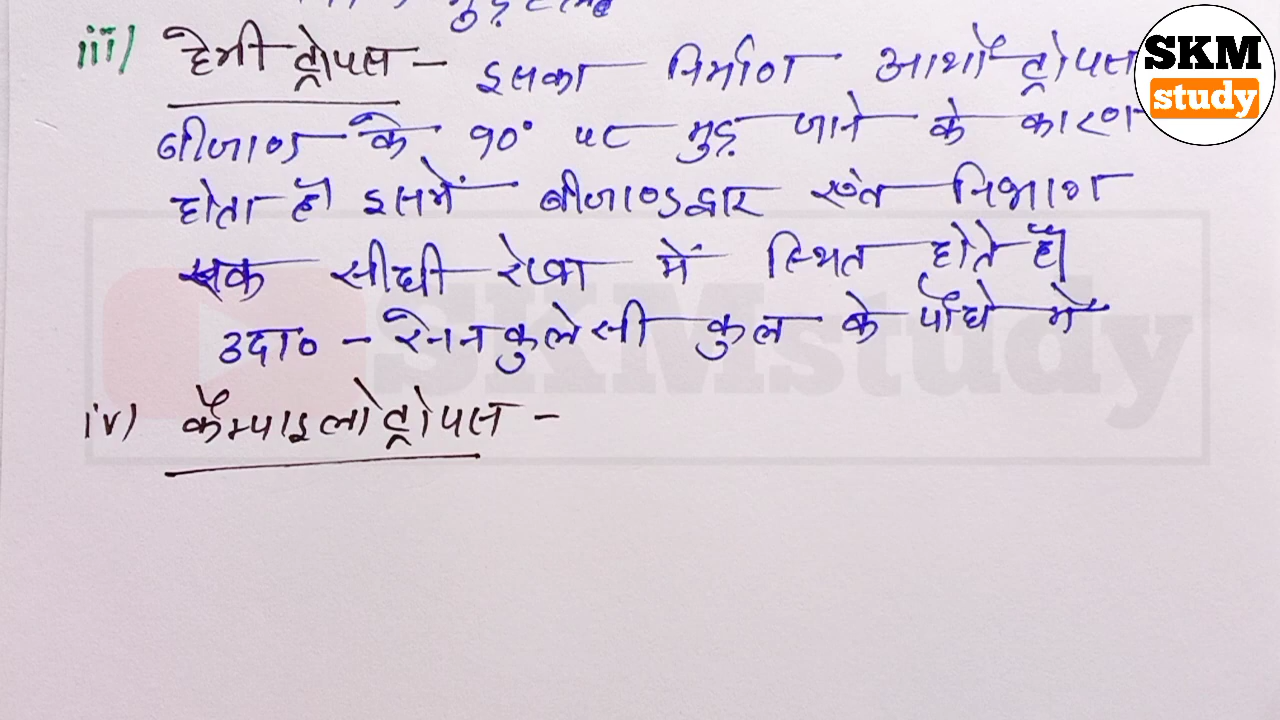 iii) हेमी ट्रोपस - इसका निर्माण आर्थोट्रोपस
बीजाण्ड के 90° पर मुड़ जाने के कारण
होता है। इसमें बीजाण्डद्वार एवंत निभाग
एक सीधी रेखा में स्थित होते हैं।
उदा० - रेननकुलेसी कुल के पौधे में
iv) कैम्पाइलोट्रोपस -
SKM
study
SKMstudy